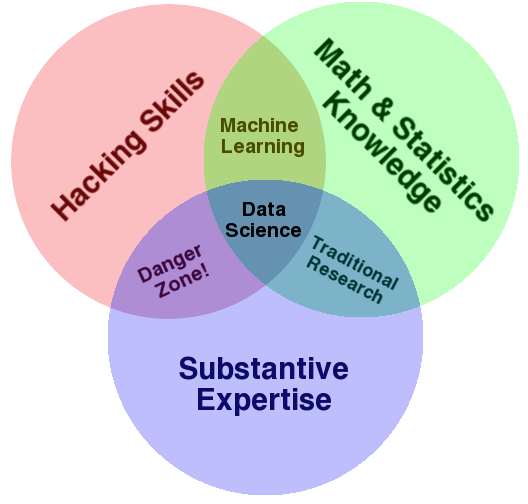 Hacking Skills
Math & Statistics
Knowledge
Machine
Learning
Data
Science
Danger
Zone!
Traditional
Research
Substantive
Expertise